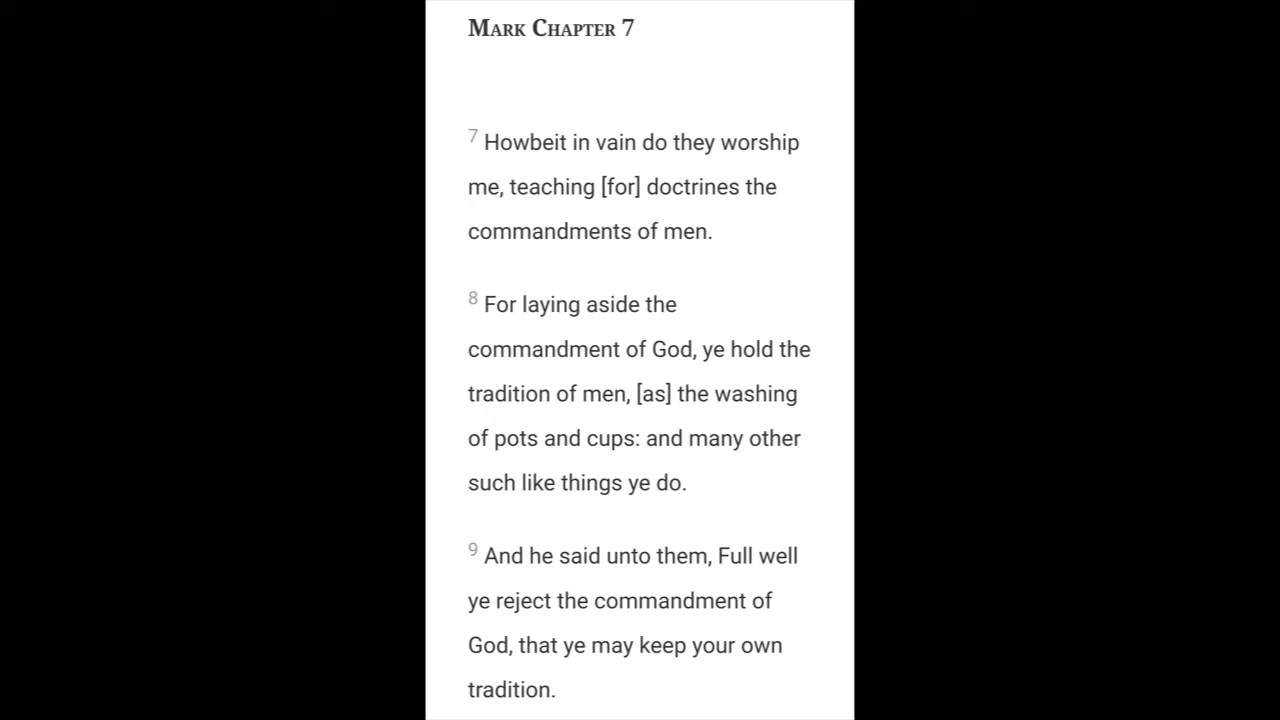 Mark Chapter 7
7 Howbeit in vain do they worship
me, teaching [for] doctrines the
commandments of men.
8 For laying aside the
commandment of God, ye hold the
tradition of men, [as] the washing
of pots and cups: and many other
such like things ye do.
9 And he said unto them, Full well
ye reject the commandment of
God, that ye may keep your own
tradition.